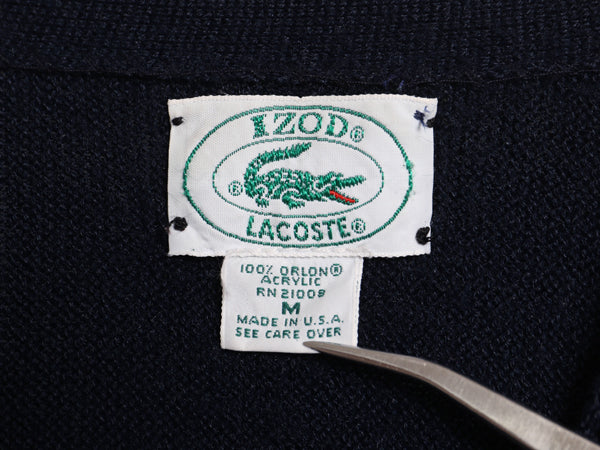 IZOD®
®
LACOSTE®
100% ORLON®
ACRYLIC
RN 21009
M
MADE IN U.S.A.
SEE CARE OVER